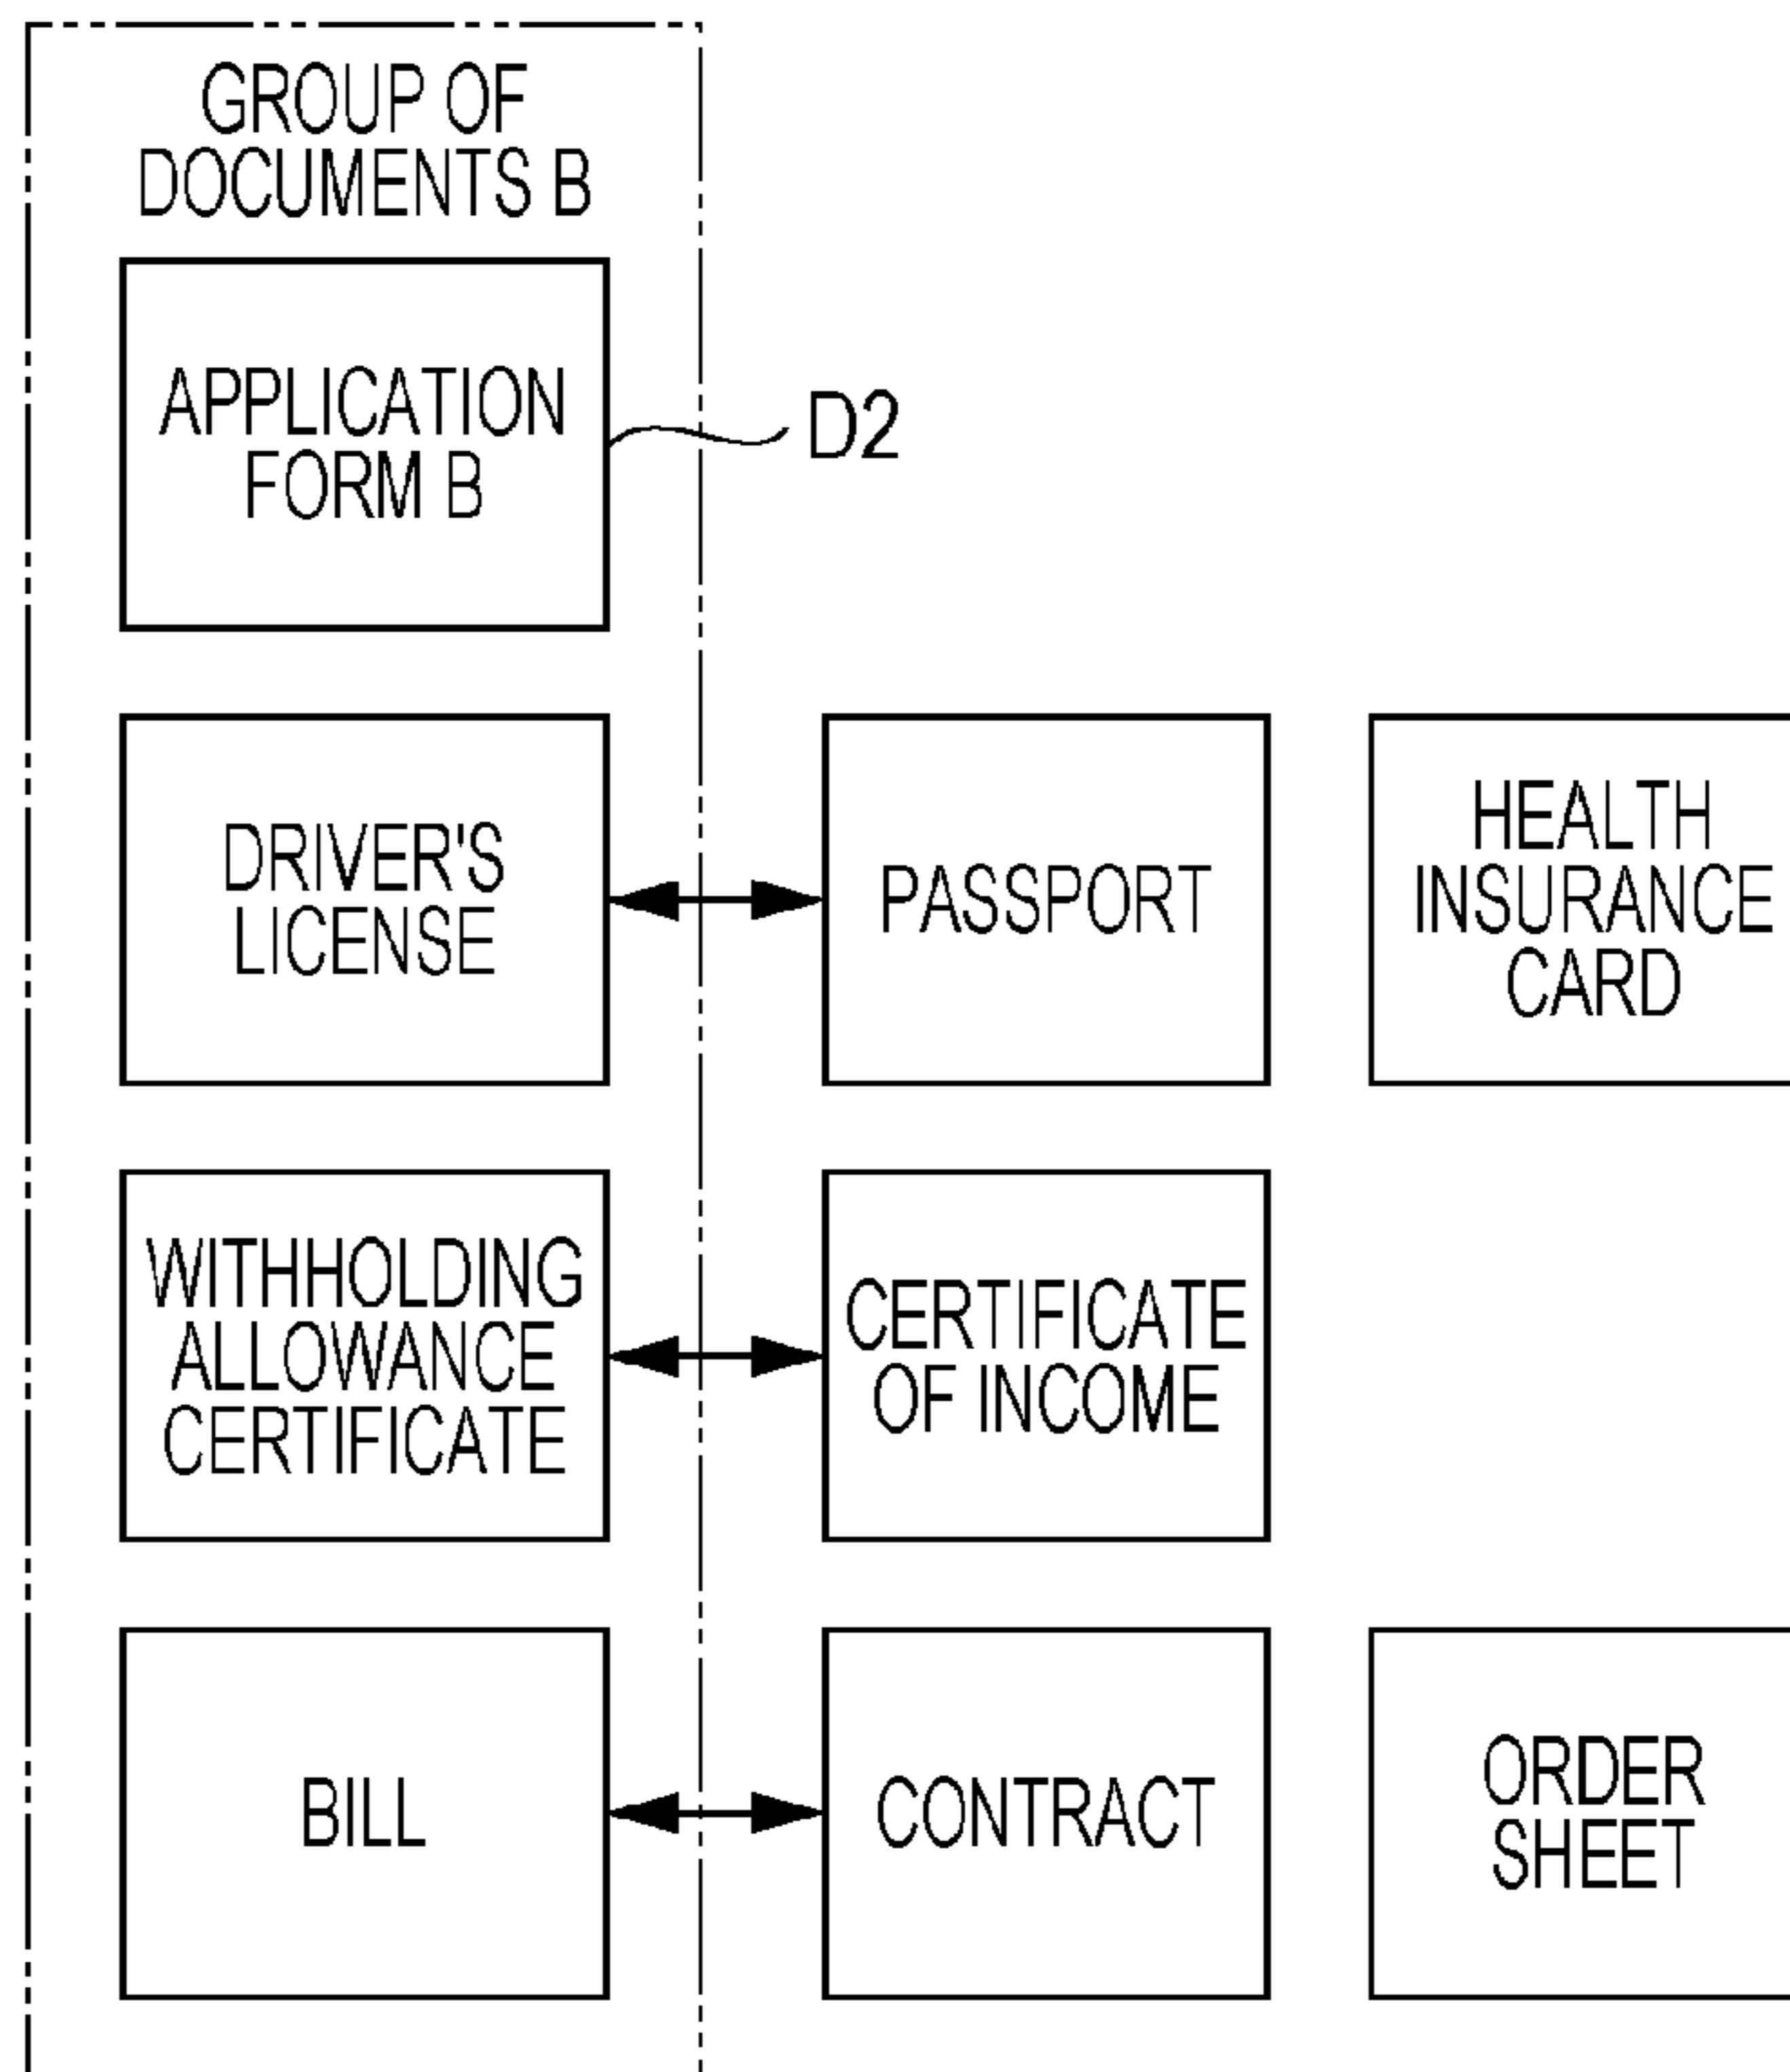 GROUP OF
DOCUMENTS B
APPLICATION
FORM B
D2
DRIVER'S
LICENSE
PASSPORT
HEALTH
INSURANCE
CARD
WITHHOLDING
ALLOWANCE
CERTIFICATE
CERTIFICATE
OF INCOME
BILL
CONTRACT
ORDER
SHEET